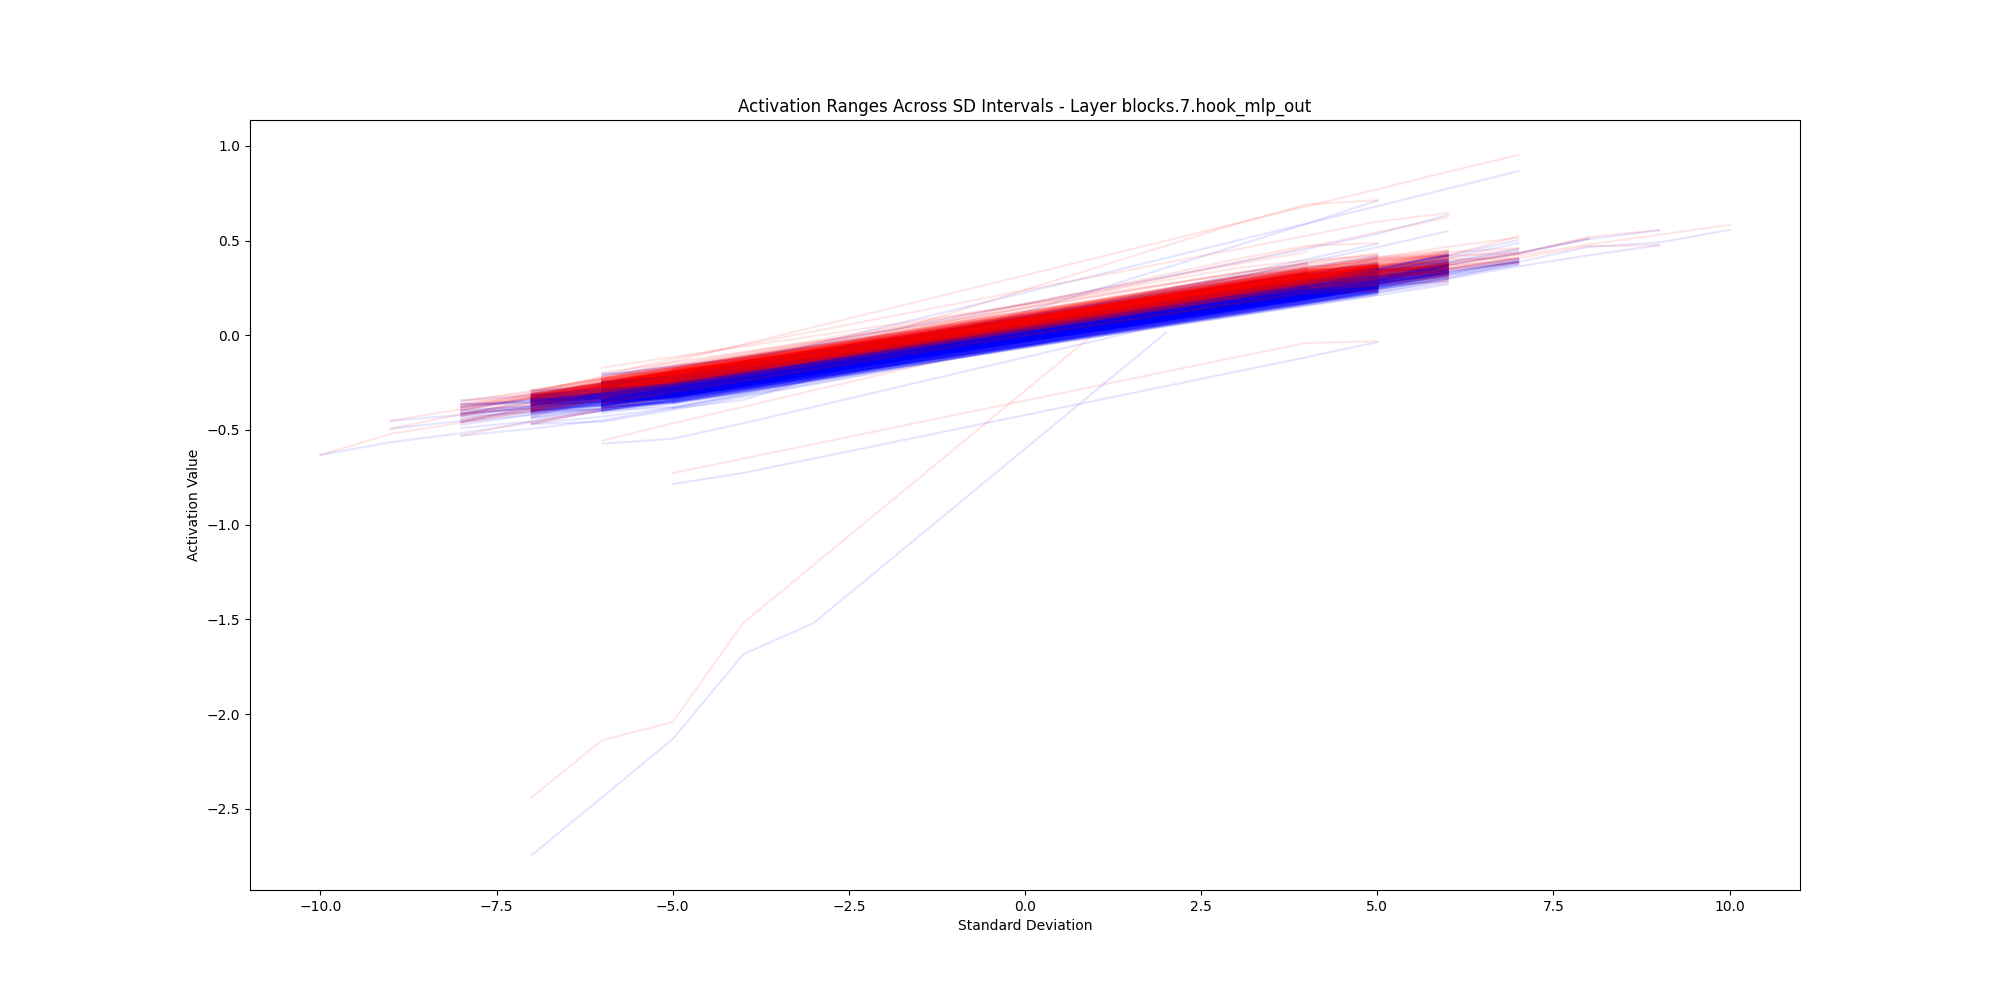 Activation Ranges Across SD Intervals - Layer blocks.7.hook_mlp_out
1.0
0.5
0.0
−0.5
−1.0
−1.5
−2.0
−2.5
Activation Value
−10.0 −7.5 −5.0 −2.5 0.0 2.5 5.0 7.5 10.0
Standard Deviation